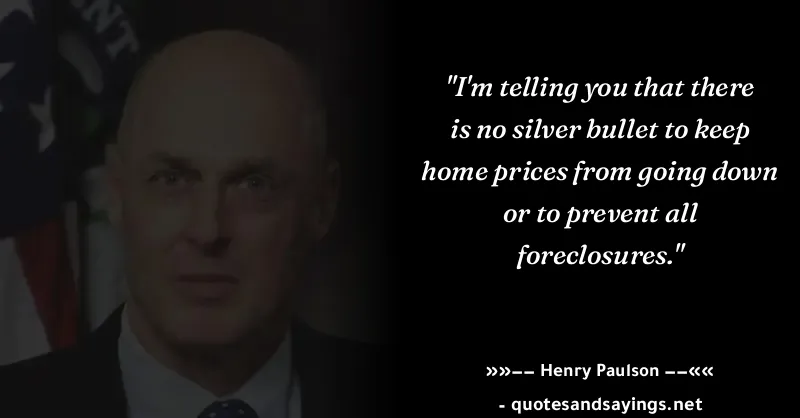 ENT
"I'm telling you that there
is no silver bullet to keep
home prices from going down
or to prevent all
foreclosures."
»»–– Henry Paulson ––««
- quotesandsayings.net